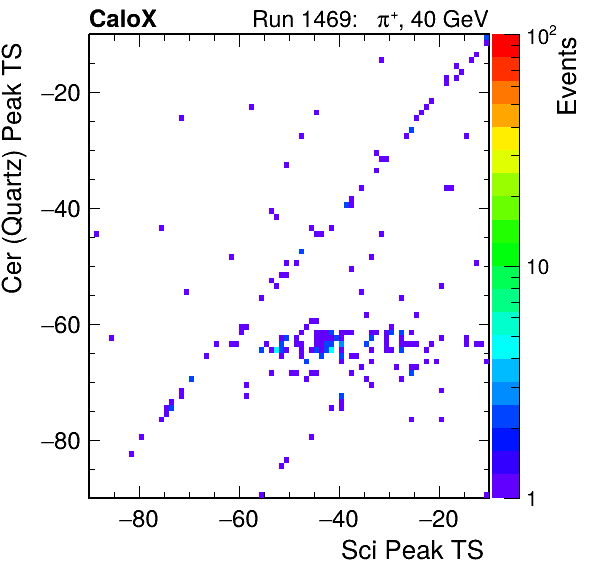 CaloX Run 1469: π⁺, 40 GeV
Cer (Quartz) Peak TS
−20
−40
−60
−80
−80 −60 −40 −20
Sci Peak TS
10²
10
1
Events